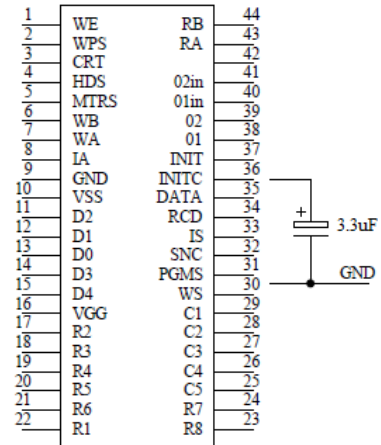 1 WE RB 44
2 WPS RA 43
3 CRT 42
4 HDS 02in 41
5 MTRS 01in 40
6 WB 02 39
7 WA 01 38
8 IA INIT 37
9 GND INITC 36
10 VSS DATA 35
11 D2 RCD 34
+ 3.3uF
12 D1 IS 33
13 D0 SNC 32
14 D3 PGMS 31
15 D4 WS 30 GND
16 VGG C1 29
17 R2 C2 28
18 R3 C3 27
19 R4 C4 26
20 R5 C5 25
21 R6 R7 24
22 R1 R8 23